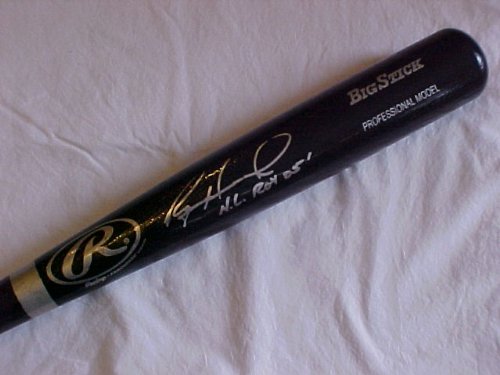 BIG STICK
PROFESSIONAL MODEL
N.L. ROY 05'
R